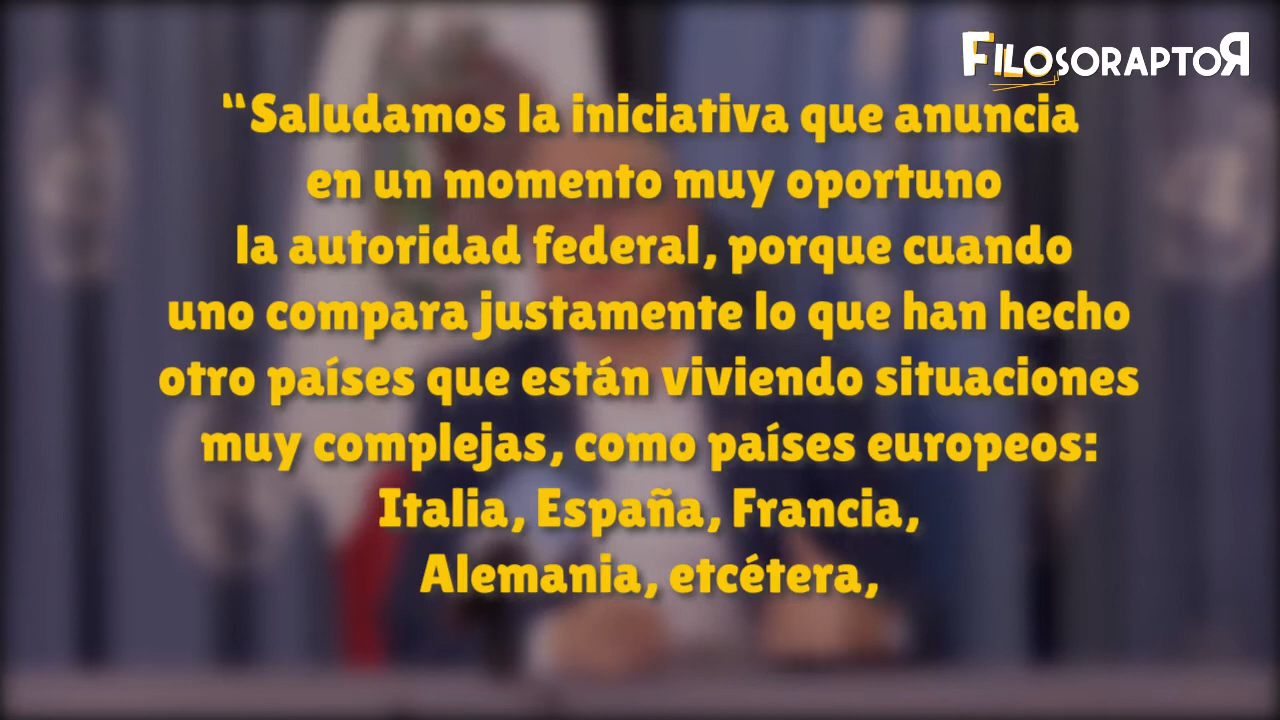 FILOSORAPTOR
“Saludamos la iniciativa que anuncia
en un momento muy oportuno
la autoridad federal, porque cuando
uno compara justamente lo que han hecho
otro países que están viviendo situaciones
muy complejas, como países europeos:
Italia, España, Francia,
Alemania, etcétera,